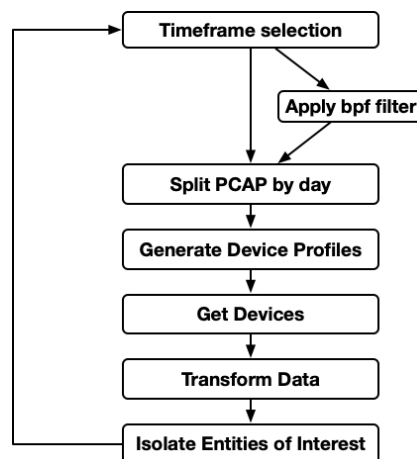 Timeframe selection
Apply bpf filter
Split PCAP by day
Generate Device Profiles
Get Devices
Transform Data
Isolate Entities of Interest